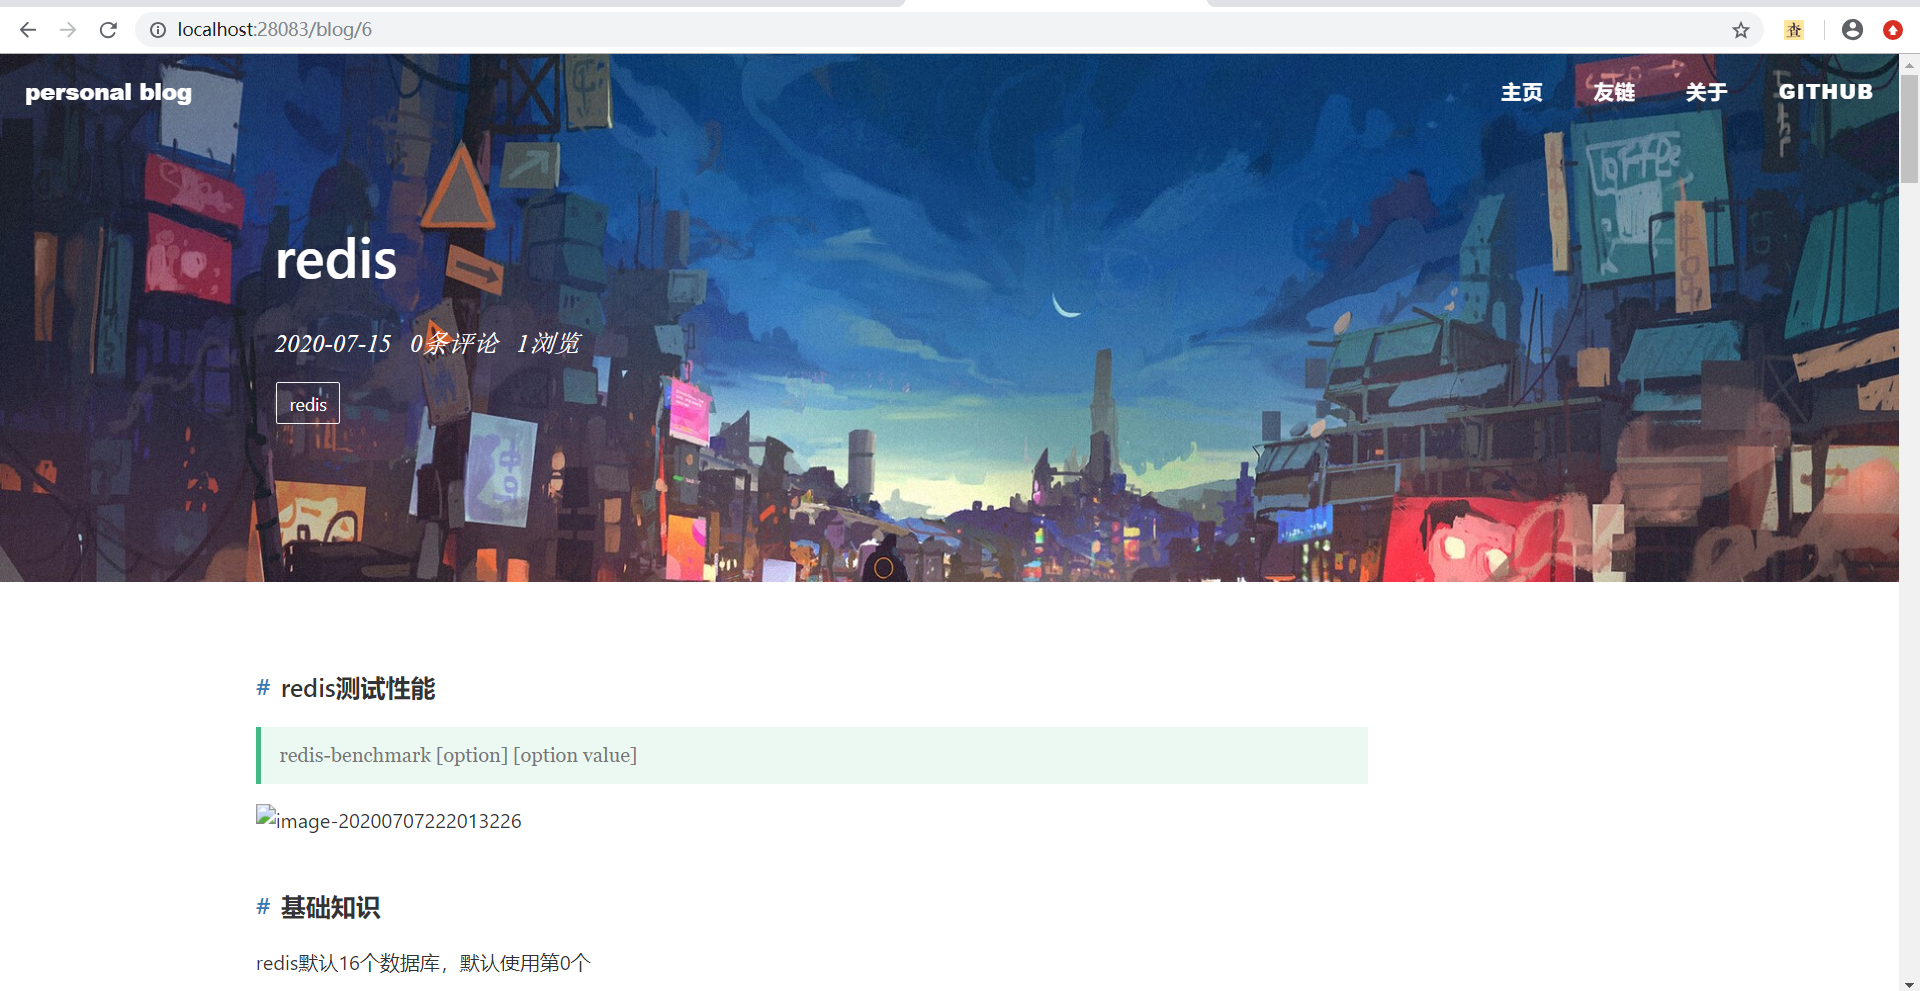 localhost:28083/blog/6
查
personal blog
主页 友链 关于 GITHUB
redis
2020-07-15 0条评论 1浏览
redis
# redis测试性能
redis-benchmark [option] [option value]
image-20200707222013226
# 基础知识
redis默认16个数据库，默认使用第0个